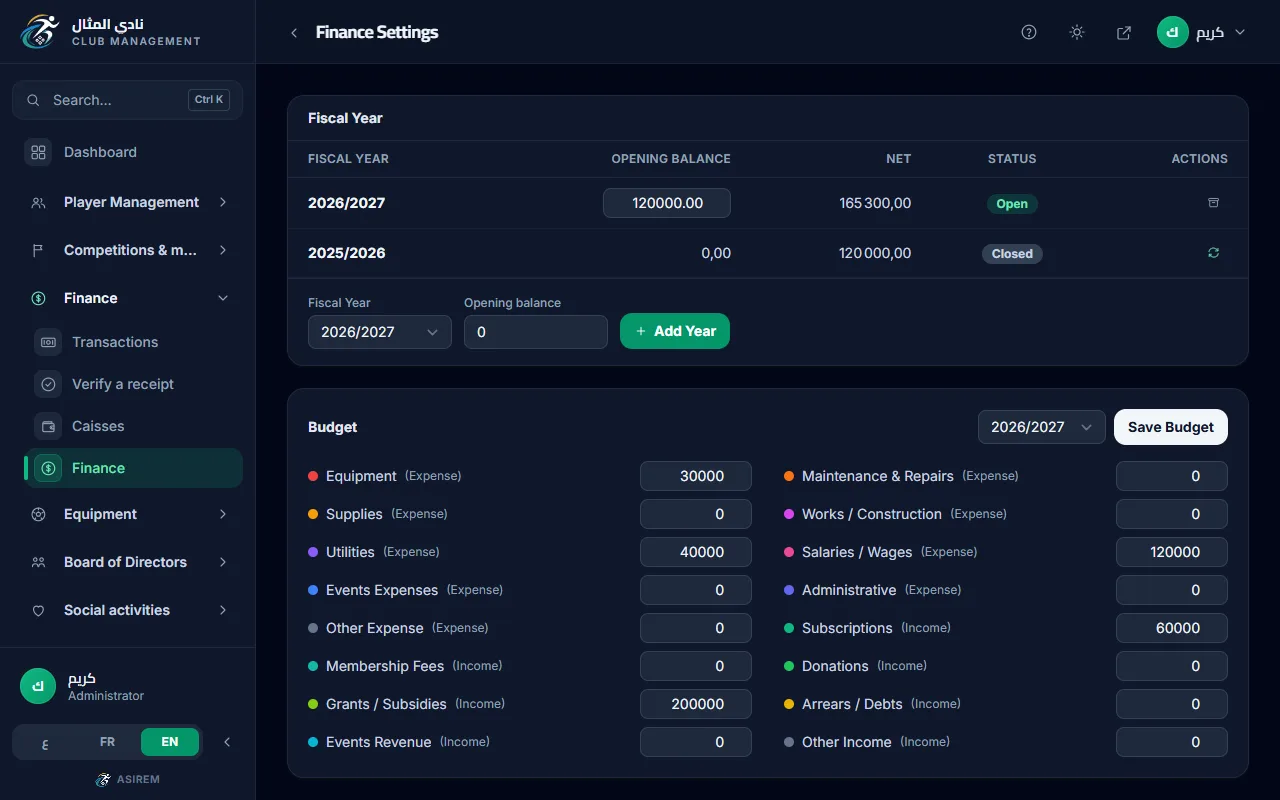 نادي المثال
CLUB MANAGEMENT
Search...
Ctrl K
Dashboard
Player Management
Competitions & m...
Finance
Transactions
Verify a receipt
Caisses
Finance
Equipment
Board of Directors
Social activities
ك
كريم
Administrator
ع FR EN
ASIREM
Finance Settings
ك كريم
Fiscal Year
FISCAL YEAR OPENING BALANCE NET STATUS ACTIONS
2026/2027 120000.00 165 300,00 Open
2025/2026 0,00 120 000,00 Closed
Fiscal Year Opening balance
2026/2027 0 + Add Year
Budget 2026/2027 Save Budget
Equipment (Expense) 30000 Maintenance & Repairs (Expense) 0
Supplies (Expense) 0 Works / Construction (Expense) 0
Utilities (Expense) 40000 Salaries / Wages (Expense) 120000
Events Expenses (Expense) 0 Administrative (Expense) 0
Other Expense (Expense) 0 Subscriptions (Income) 60000
Membership Fees (Income) 0 Donations (Income) 0
Grants / Subsidies (Income) 200000 Arrears / Debts (Income) 0
Events Revenue (Income) 0 Other Income (Income) 0